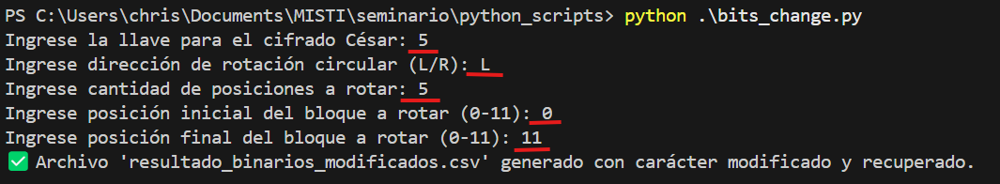 PS C:\Users\chris\Documents\MISTI\seminario\python_scripts> python .\bits_change.py
Ingrese la llave para el cifrado César: 5
Ingrese dirección de rotación circular (L/R): L
Ingrese cantidad de posiciones a rotar: 5
Ingrese posición inicial del bloque a rotar (0-11): 0
Ingrese posición final del bloque a rotar (0-11): 11
✅ Archivo 'resultado_binarios_modificados.csv' generado con carácter modificado y recuperado.